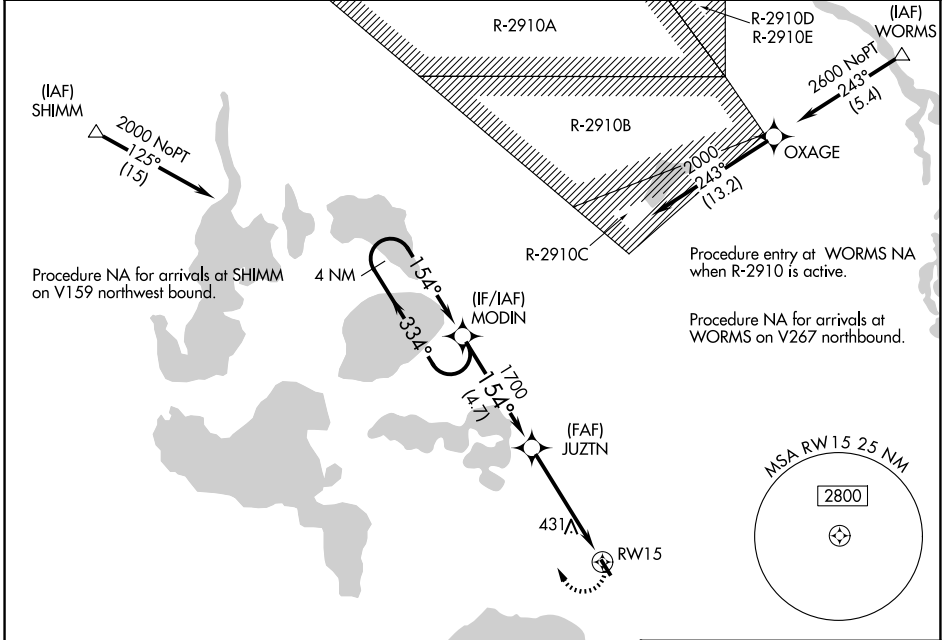 R-2910A
R-2910D
R-2910E
(IAF)
WORMS
2600 NoPT
243°
(5.4)
(IAF)
SHIMM
2000 NoPT
125°
(15)
R-2910B
OXAGE
2000
243°
(13.2)
R-2910C
Procedure NA for arrivals at SHIMM
on V159 northwest bound.
4 NM
154°
334°
(IF/IAF)
MODIN
Procedure entry at WORMS NA
when R-2910 is active.
Procedure NA for arrivals at
WORMS on V267 northbound.
1700
154°
(4.7)
(FAF)
JUZTN
431
RW15
MSA RW15 25 NM
2800